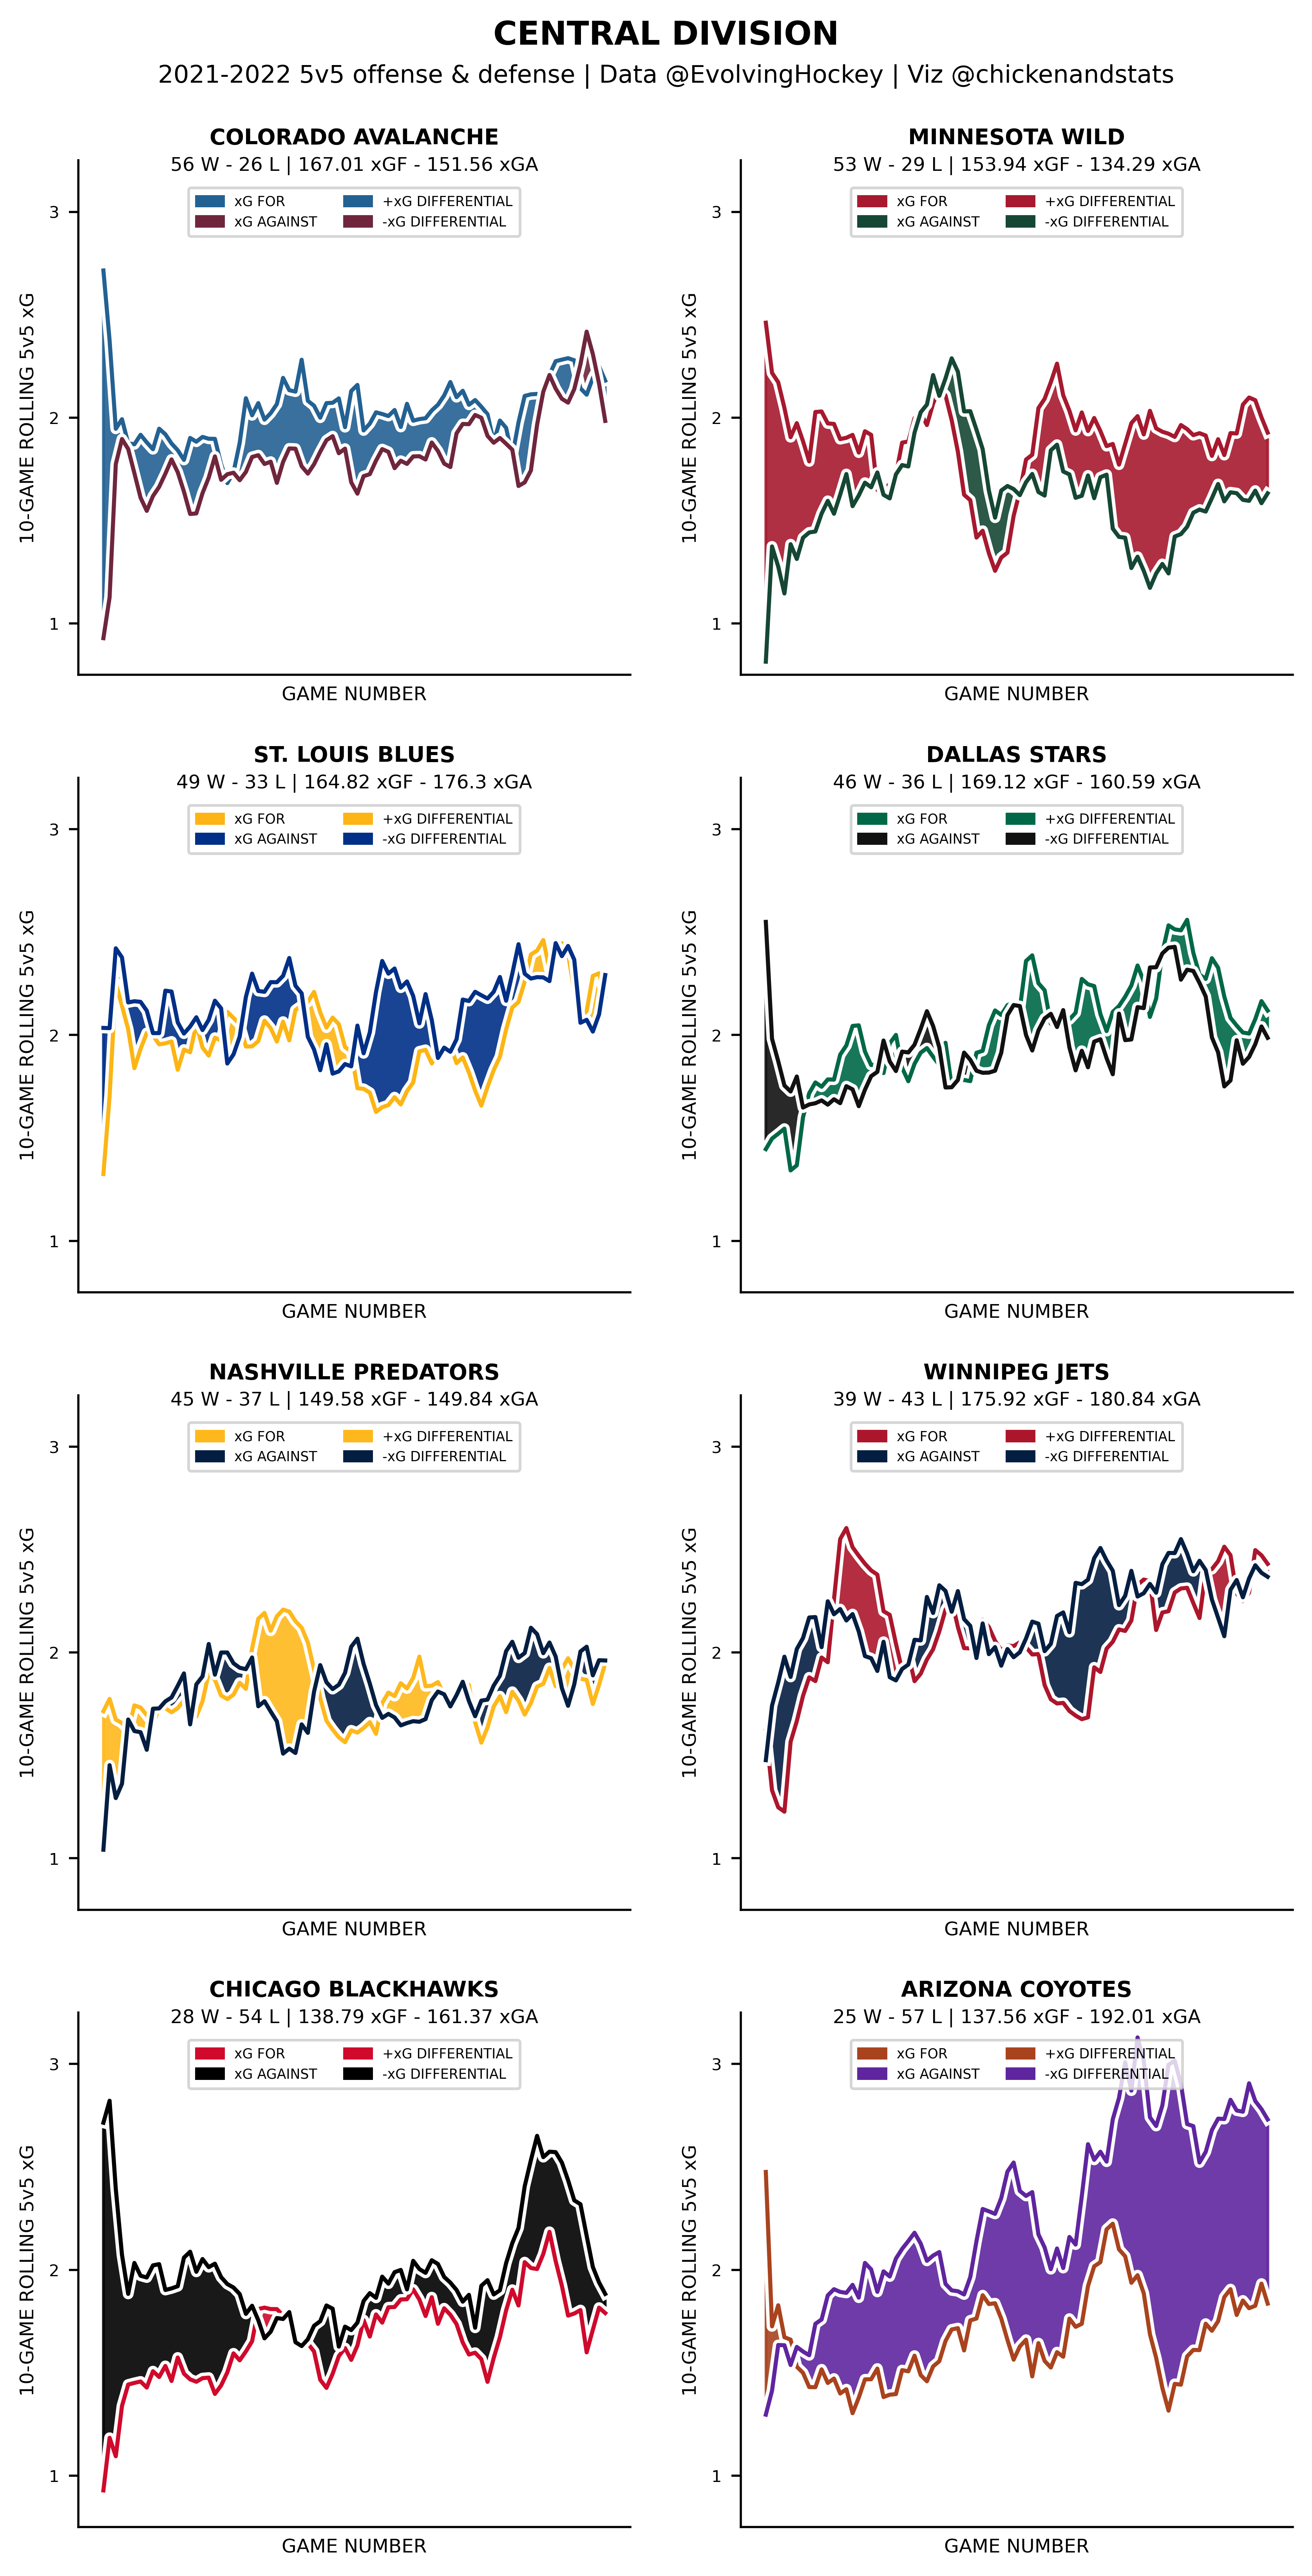 CENTRAL DIVISION
2021-2022 5v5 offense & defense | Data @EvolvingHockey | Viz @chickenandstats
COLORADO AVALANCHE
56 W - 26 L | 167.01 xGF - 151.56 xGA
xG FOR
+xG DIFFERENTIAL
xG AGAINST
-xG DIFFERENTIAL
3
2
1
10-GAME ROLLING 5v5 xG
GAME NUMBER
MINNESOTA WILD
53 W - 29 L | 153.94 xGF - 134.29 xGA
xG FOR
+xG DIFFERENTIAL
xG AGAINST
-xG DIFFERENTIAL
3
2
1
10-GAME ROLLING 5v5 xG
GAME NUMBER
ST. LOUIS BLUES
49 W - 33 L | 164.82 xGF - 176.3 xGA
xG FOR
+xG DIFFERENTIAL
xG AGAINST
-xG DIFFERENTIAL
3
2
1
10-GAME ROLLING 5v5 xG
GAME NUMBER
DALLAS STARS
46 W - 36 L | 169.12 xGF - 160.59 xGA
xG FOR
+xG DIFFERENTIAL
xG AGAINST
-xG DIFFERENTIAL
3
2
1
10-GAME ROLLING 5v5 xG
GAME NUMBER
NASHVILLE PREDATORS
45 W - 37 L | 149.58 xGF - 149.84 xGA
xG FOR
+xG DIFFERENTIAL
xG AGAINST
-xG DIFFERENTIAL
3
2
1
10-GAME ROLLING 5v5 xG
GAME NUMBER
WINNIPEG JETS
39 W - 43 L | 175.92 xGF - 180.84 xGA
xG FOR
+xG DIFFERENTIAL
xG AGAINST
-xG DIFFERENTIAL
3
2
1
10-GAME ROLLING 5v5 xG
GAME NUMBER
CHICAGO BLACKHAWKS
28 W - 54 L | 138.79 xGF - 161.37 xGA
xG FOR
+xG DIFFERENTIAL
xG AGAINST
-xG DIFFERENTIAL
3
2
1
10-GAME ROLLING 5v5 xG
GAME NUMBER
ARIZONA COYOTES
25 W - 57 L | 137.56 xGF - 192.01 xGA
xG FOR
+xG DIFFERENTIAL
xG AGAINST
-xG DIFFERENTIAL
3
2
1
10-GAME ROLLING 5v5 xG
GAME NUMBER